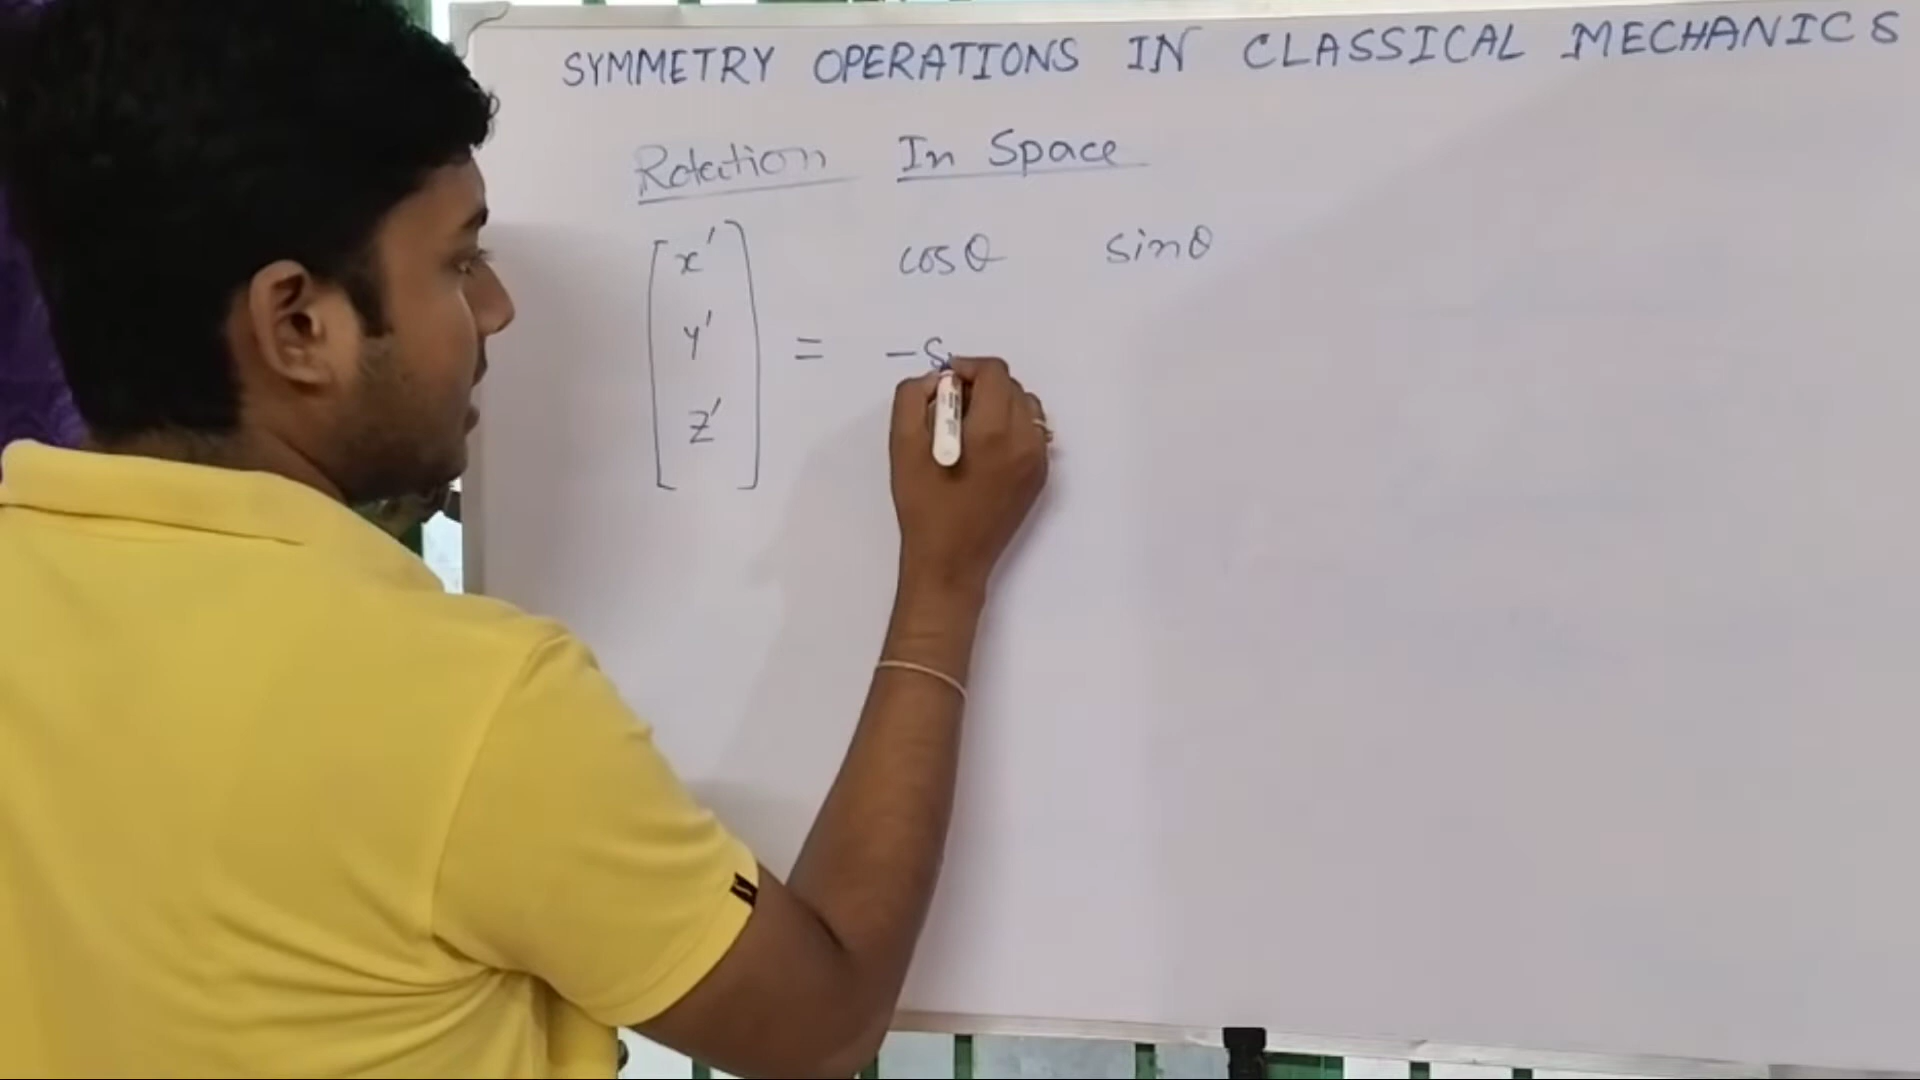 SYMMETRY OPERATIONS IN CLASSICAL MECHANICS
Rotation In Space
x' cosθ sinθ
y' = -s
z'